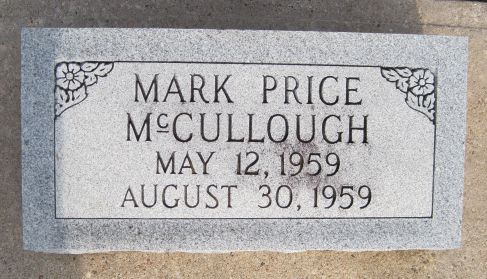 MARK PRICE
McCULLOUGH
MAY 12, 1959
AUGUST 30, 1959